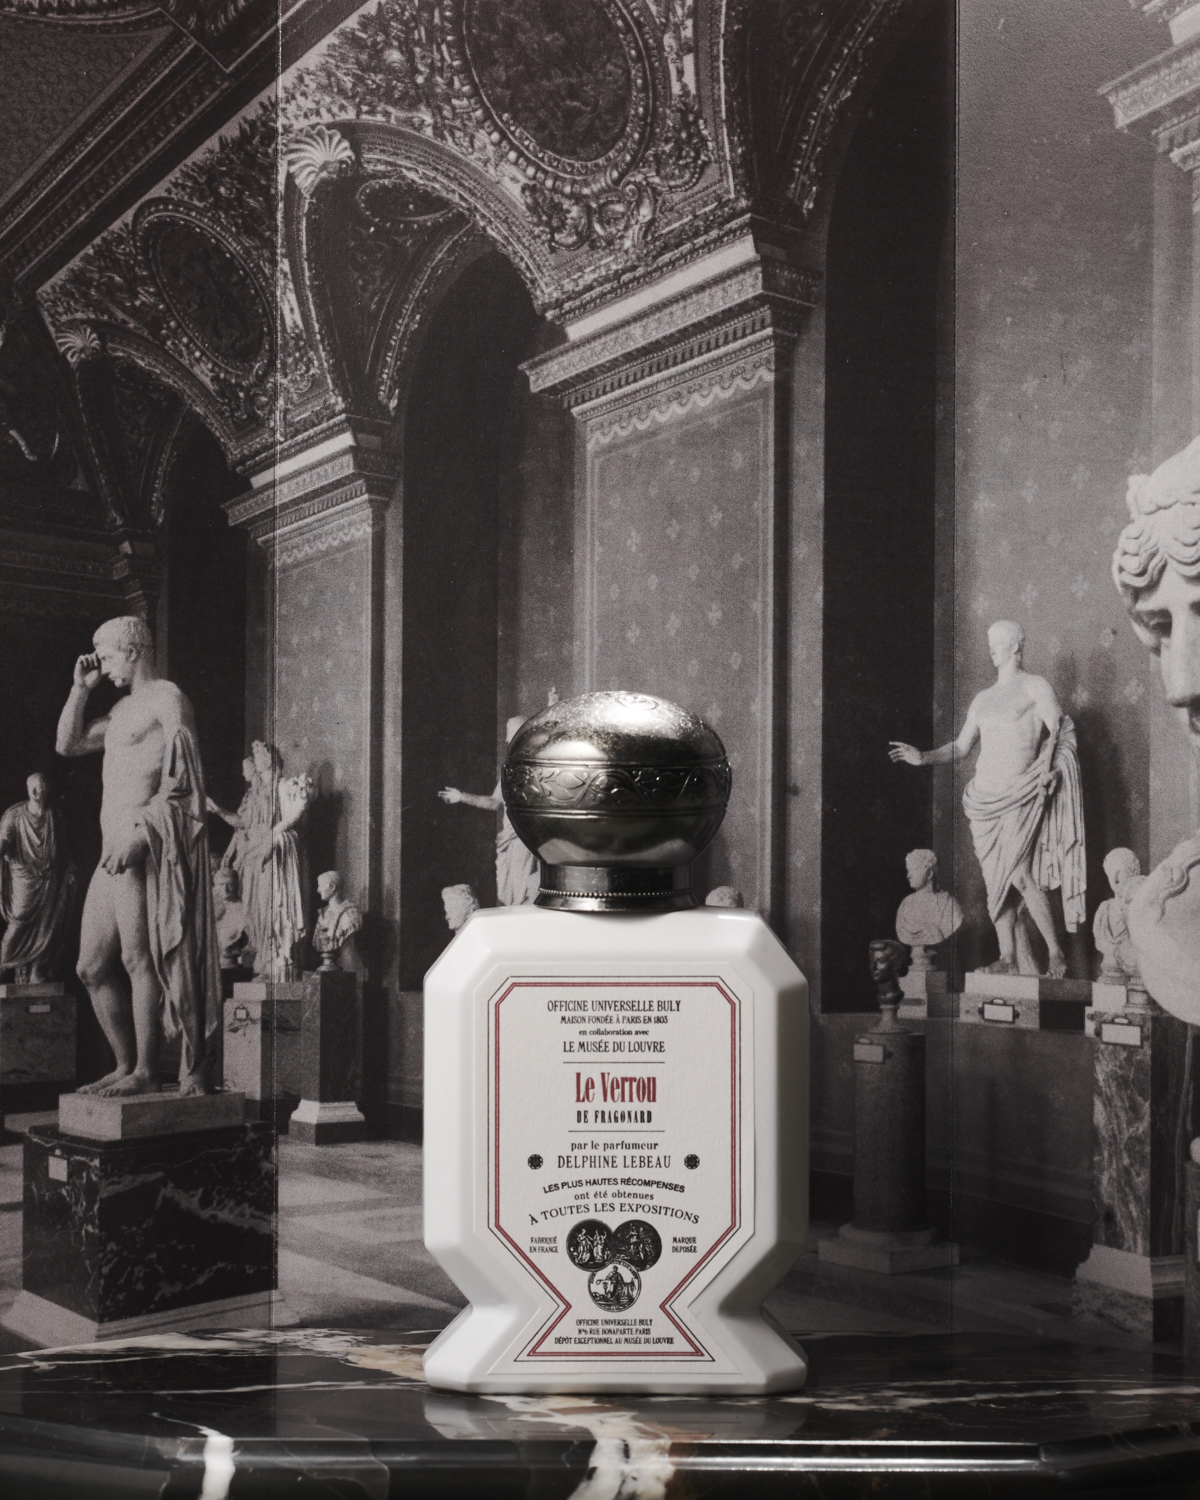 OFFICINE UNIVERSELLE BULY
MAISON FONDÉE À PARIS EN 1803
en collaboration avec
LE MUSÉE DU LOUVRE
Le Verrou
DE FRAGONARD
par le parfumeur
DELPHINE LEBEAU
LES PLUS HAUTES RÉCOMPENSES
ont été obtenues
À TOUTES LES EXPOSITIONS
FABRIQUÉ
EN FRANCE
MARQUE
DEPOSÉE
OFFICINE UNIVERSELLE BULY
N°6 RUE BONAPARTE PARIS
DÉPÔT EXCEPTIONNEL AU MUSÉE DU LOUVRE